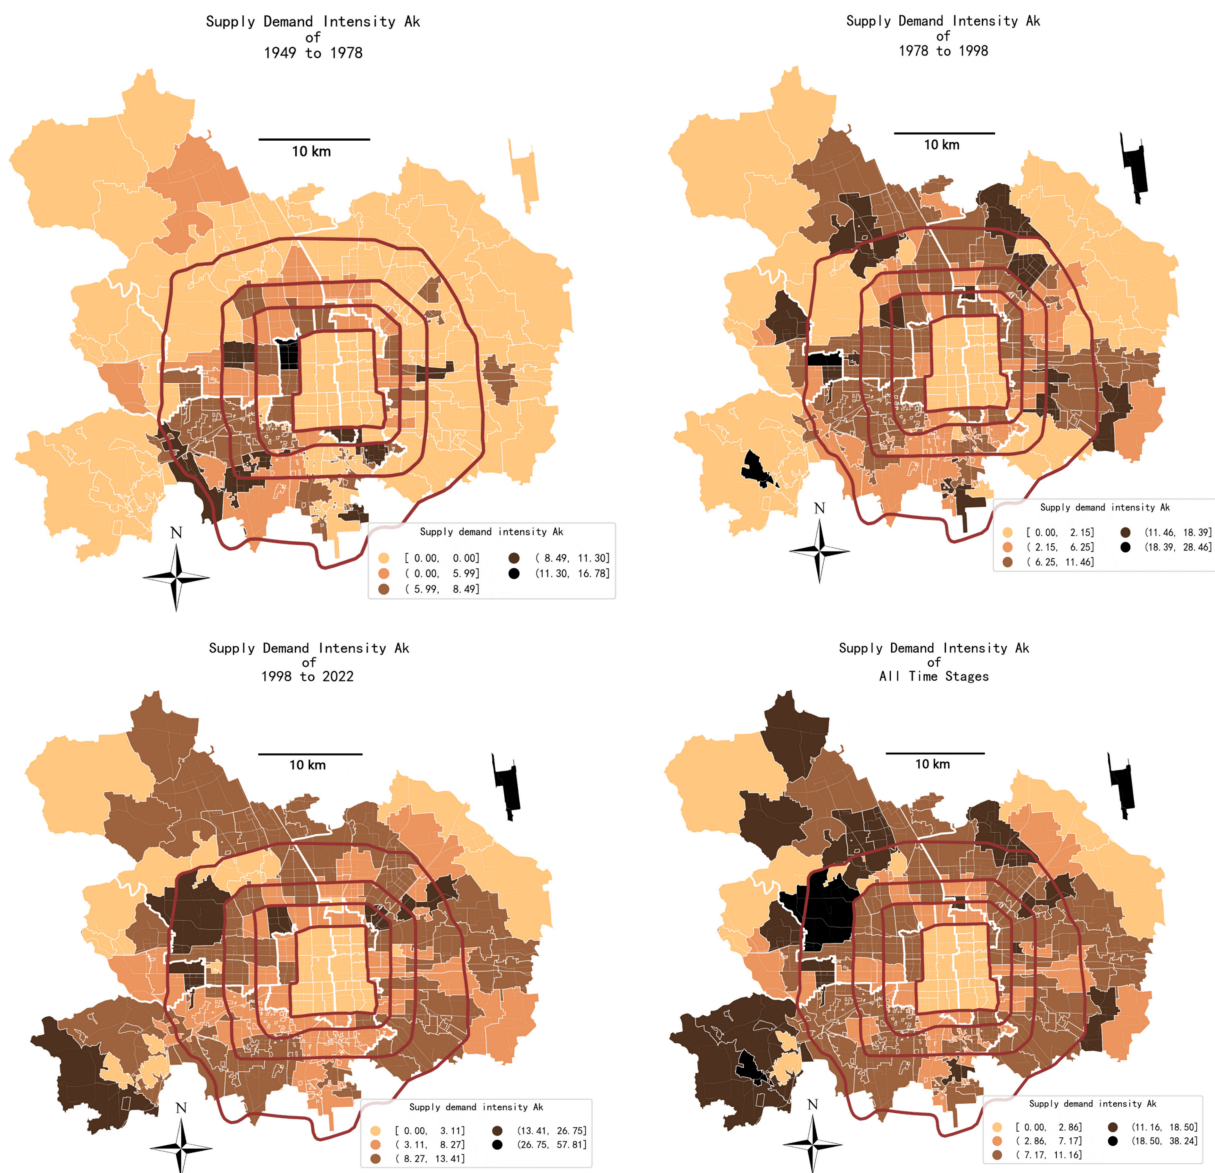 Supply Demand Intensity Ak
of
1949 to 1978
10 km
N
Supply demand intensity Ak
[ 0.00, 0.00]
( 0.00, 5.99]
( 5.99, 8.49]
( 8.49, 11.30]
(11.30, 16.78]
Supply Demand Intensity Ak
of
1978 to 1998
10 km
N
Supply demand intensity Ak
[ 0.00, 2.15]
( 2.15, 6.25]
( 6.25, 11.46]
(11.46, 18.39]
(18.39, 28.46]
Supply Demand Intensity Ak
of
1998 to 2022
10 km
N
Supply demand intensity Ak
[ 0.00, 3.11]
( 3.11, 8.27]
( 8.27, 13.41]
(13.41, 26.75]
(26.75, 57.81]
Supply Demand Intensity Ak
of
All Time Stages
10 km
N
Supply demand intensity Ak
[ 0.00, 2.86]
( 2.86, 7.17]
( 7.17, 11.16]
(11.16, 18.50]
(18.50, 38.24]